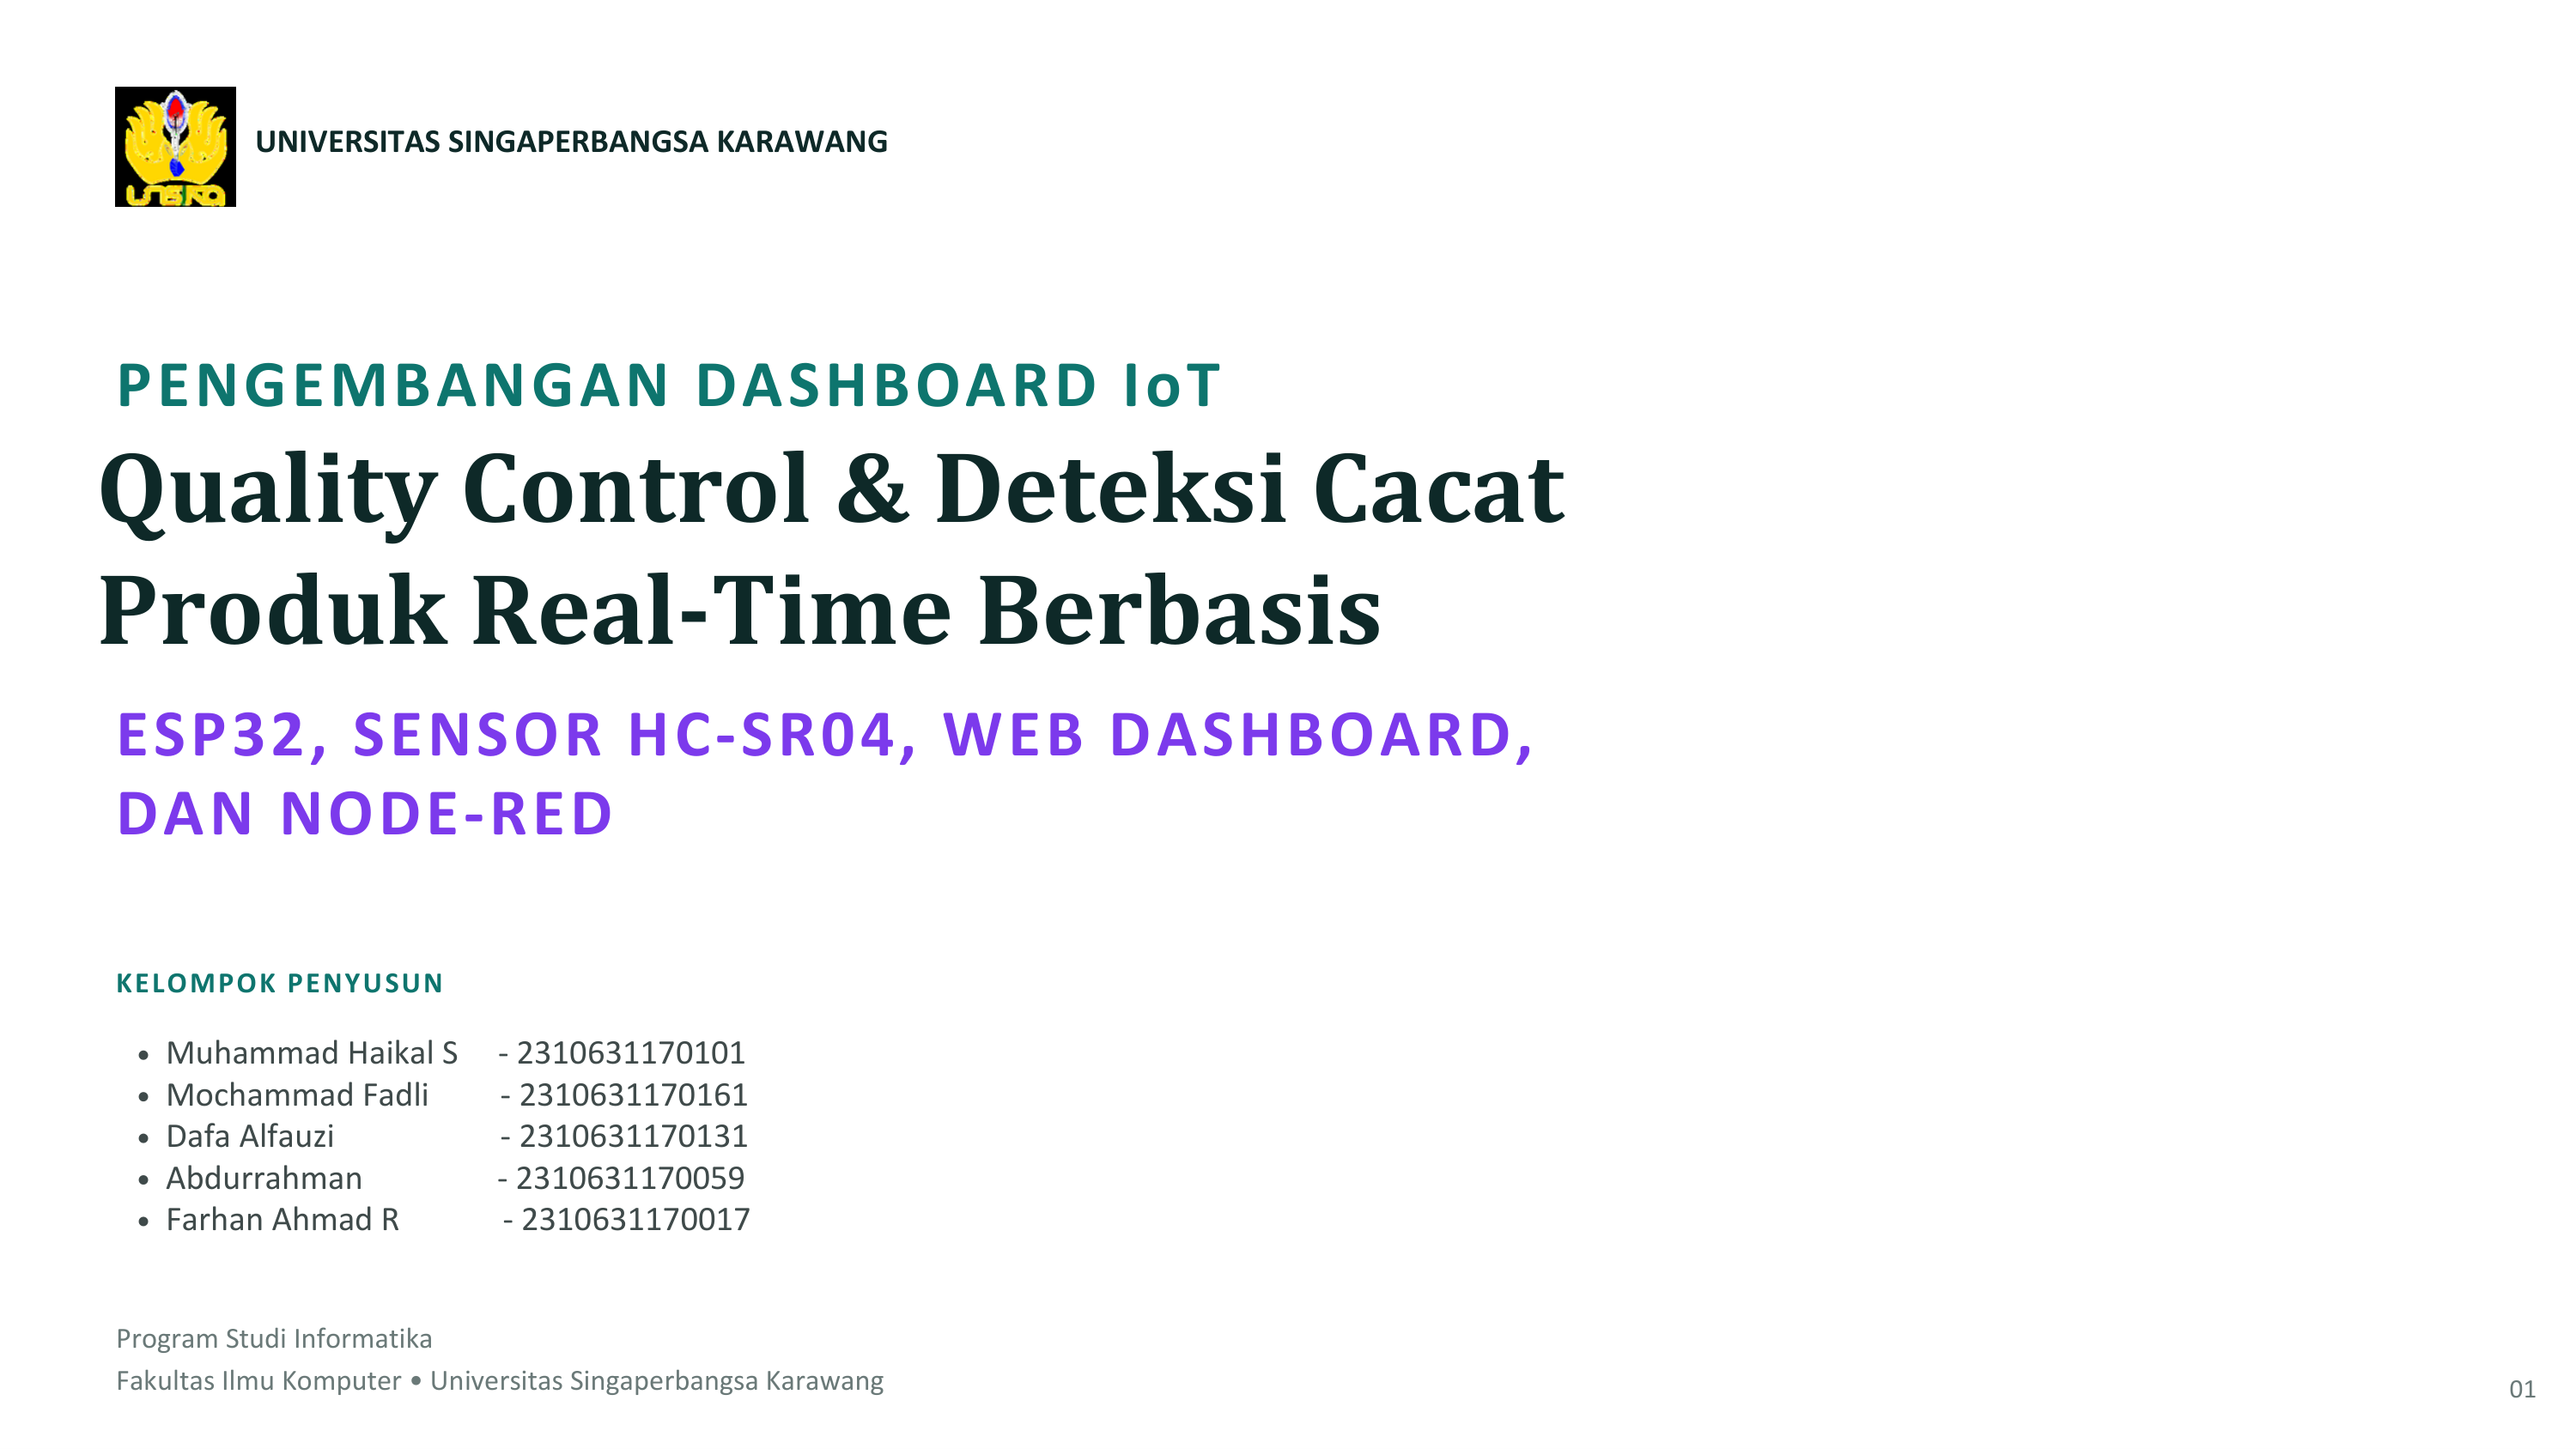 UNSIKA
UNIVERSITAS SINGAPERBANGSA KARAWANG
PENGEMBANGAN DASHBOARD IoT
Quality Control & Deteksi Cacat
Produk Real-Time Berbasis
ESP32, SENSOR HC-SR04, WEB DASHBOARD,
DAN NODE-RED
KELOMPOK PENYUSUN
• Muhammad Haikal S - 2310631170101
• Mochammad Fadli - 2310631170161
• Dafa Alfauzi - 2310631170131
• Abdurrahman - 2310631170059
• Farhan Ahmad R - 2310631170017
Program Studi Informatika
Fakultas Ilmu Komputer • Universitas Singaperbangsa Karawang
01